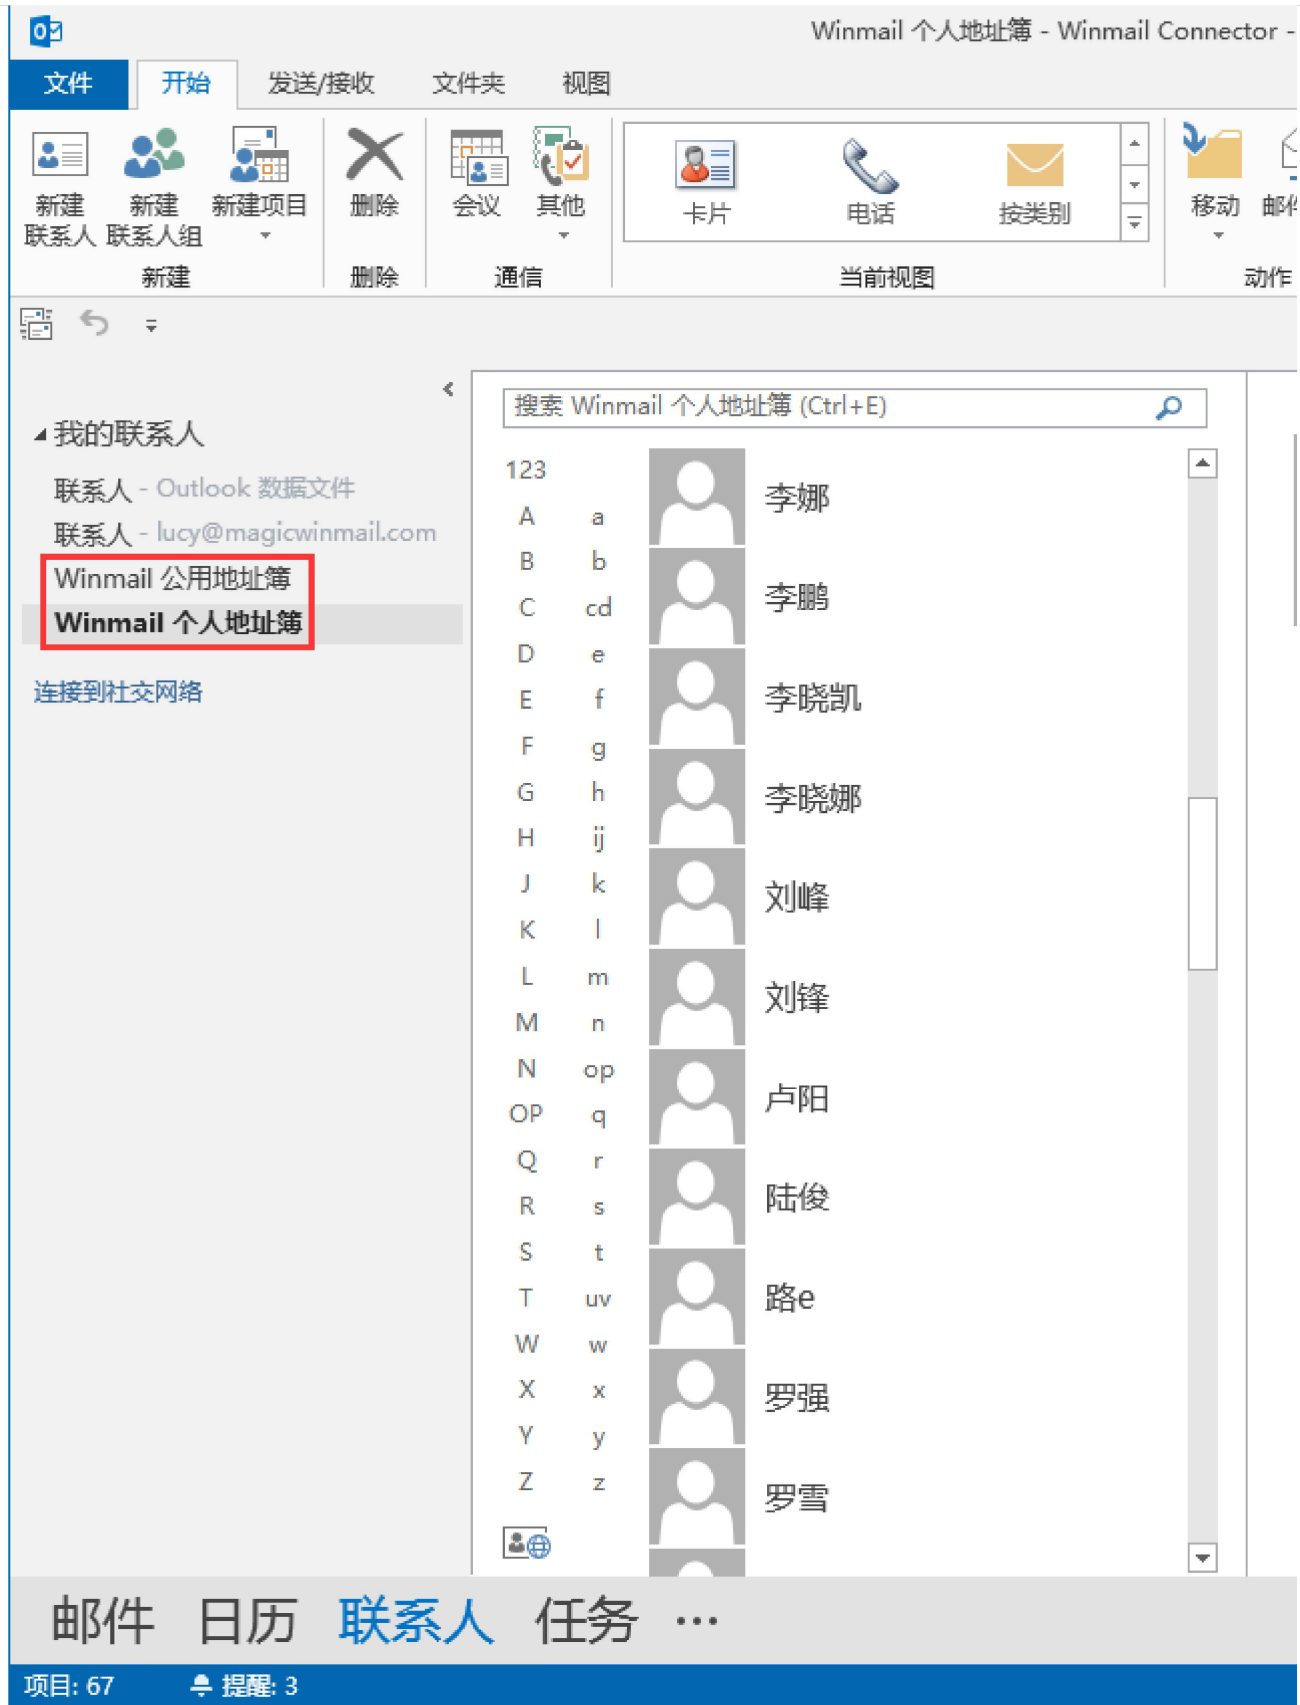 Winmail 个人地址簿 - Winmail Connector -
文件 开始 发送/接收 文件夹 视图
新建联系人 新建联系人组 新建项目 删除 会议 其他 卡片 电话 按类别 移动
新建 删除 通信 当前视图 动作
搜索 Winmail 个人地址簿 (Ctrl+E)
我的联系人
联系人 - Outlook 数据文件
联系人 - lucy@magicwinmail.com
Winmail 公用地址簿
Winmail 个人地址簿
连接到社交网络
123
A a
B b
C cd
D e
E f
F g
G h
H ij
J k
K l
L m
M n
N op
OP q
Q r
R s
S t
T uv
W w
X x
Y y
Z z
李娜
李鹏
李晓凯
李晓娜
刘峰
刘锋
卢阳
陆俊
路e
罗强
罗雪
邮件 日历 联系人 任务 ···
项目: 67 提醒: 3